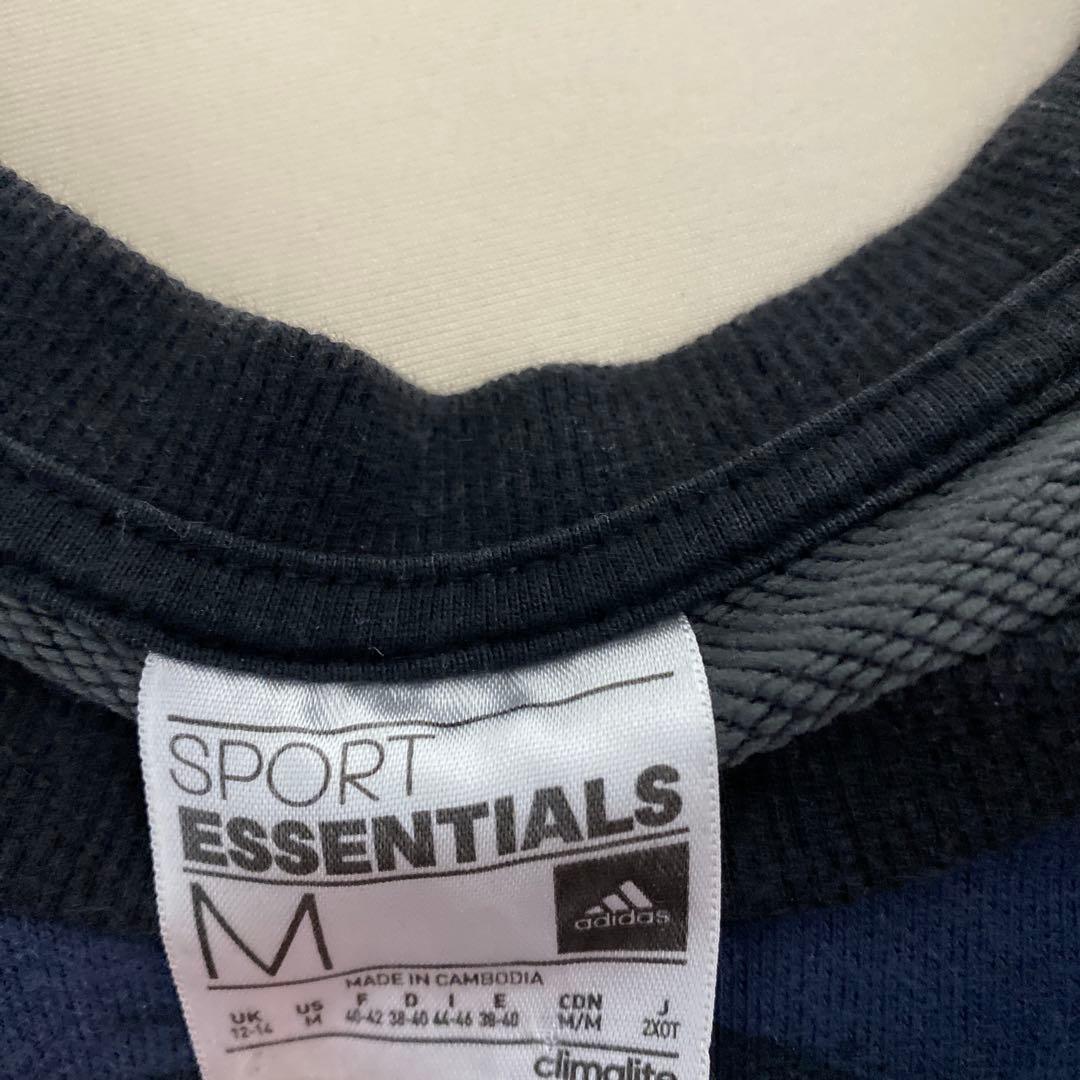 SPORT
ESSENTIALS
M
adidas
MADE IN CAMBODIA
UK US F D I E CDN J
12-14 M 40-42 38-40 44-46 38-40 M/M 2XOT
climalite